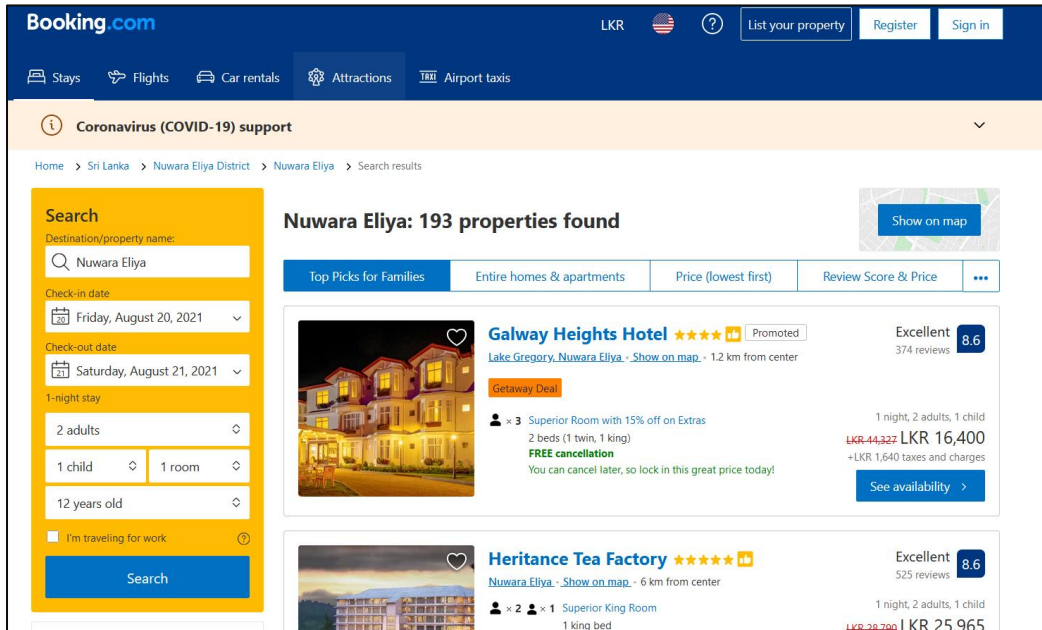 Booking.com
LKR
List your property
Register
Sign in
Stays
Flights
Car rentals
Attractions
TAXI
Airport taxis
Coronavirus (COVID-19) support
Home > Sri Lanka > Nuwara Eliya District > Nuwara Eliya > Search results
Search
Destination/property name:
Nuwara Eliya
Check-in date
20
Friday, August 20, 2021
Check-out date
21
Saturday, August 21, 2021
1-night stay
2 adults
1 child
1 room
12 years old
I'm traveling for work
Search
Nuwara Eliya: 193 properties found
Show on map
Top Picks for Families
Entire homes & apartments
Price (lowest first)
Review Score & Price
Galway Heights Hotel
Promoted
Lake Gregory, Nuwara Eliya - Show on map - 1.2 km from center
Getaway Deal
× 3 Superior Room with 15% off on Extras
2 beds (1 twin, 1 king)
FREE cancellation
You can cancel later, so lock in this great price today!
Excellent
374 reviews
8.6
1 night, 2 adults, 1 child
LKR 44,327 LKR 16,400
+LKR 1,640 taxes and charges
See availability
Heritance Tea Factory
Nuwara Eliya - Show on map - 6 km from center
× 2 × 1 Superior King Room
1 king bed
Excellent
525 reviews
8.6
1 night, 2 adults, 1 child
LKR 28,790 LKR 25,965